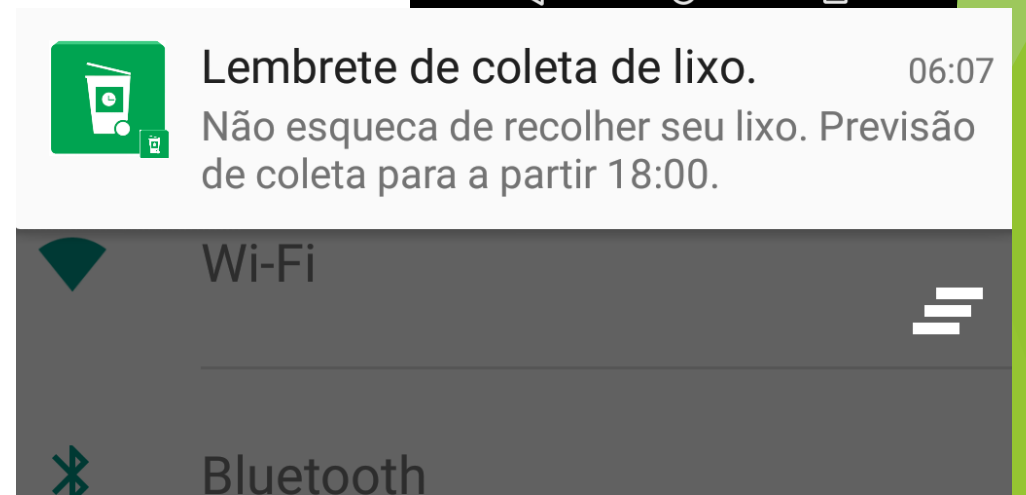 Lembrete de coleta de lixo. 06:07
Não esqueca de recolher seu lixo. Previsão
de coleta para a partir 18:00.
Wi-Fi
Bluetooth